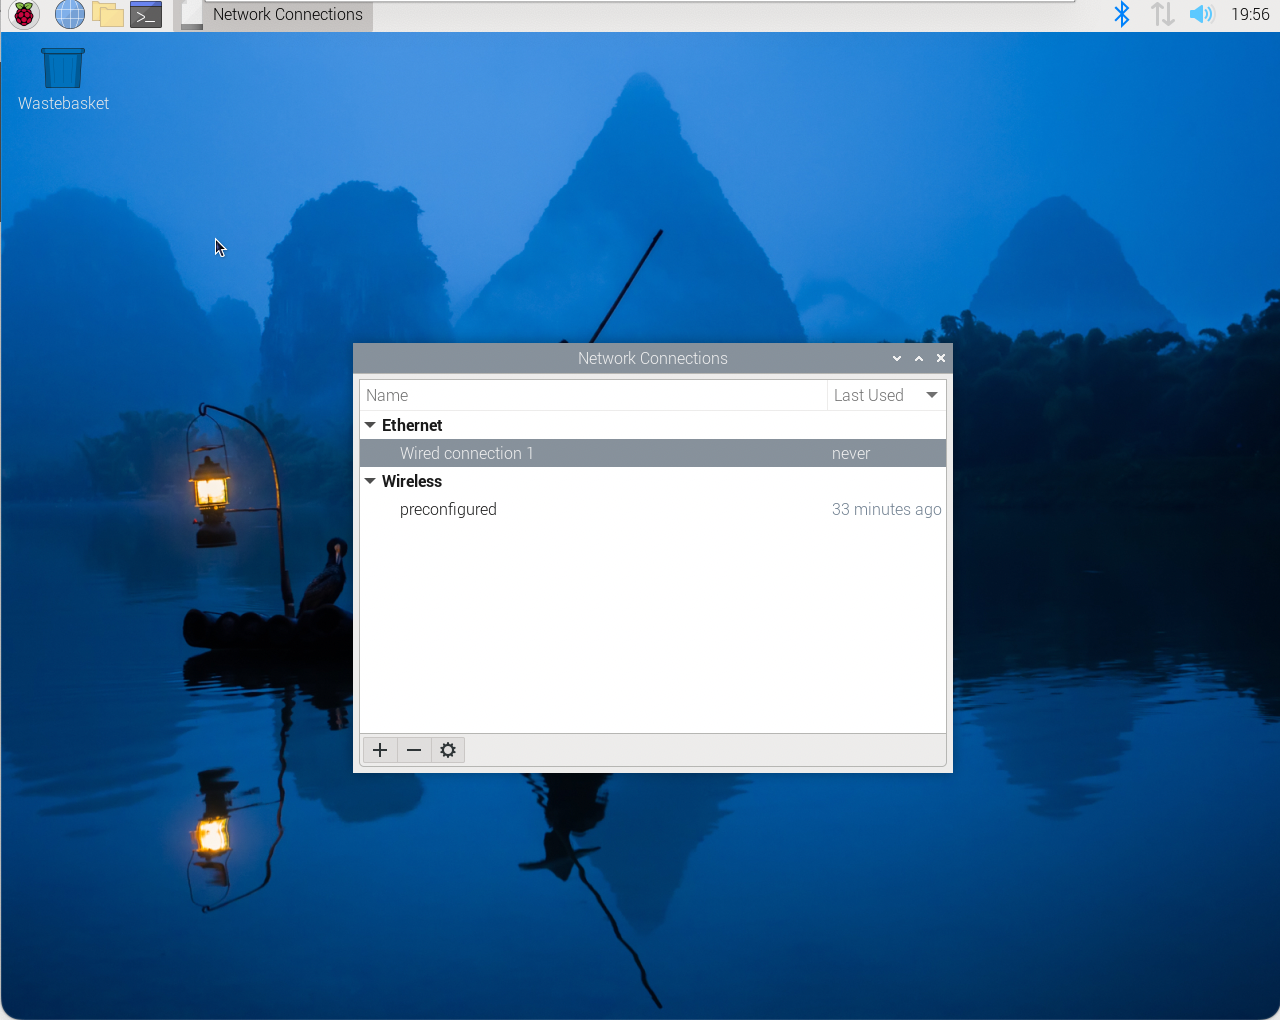 Network Connections
19:56
Wastebasket
Network Connections
Name Last Used
Ethernet
Wired connection 1 never
Wireless
preconfigured 33 minutes ago